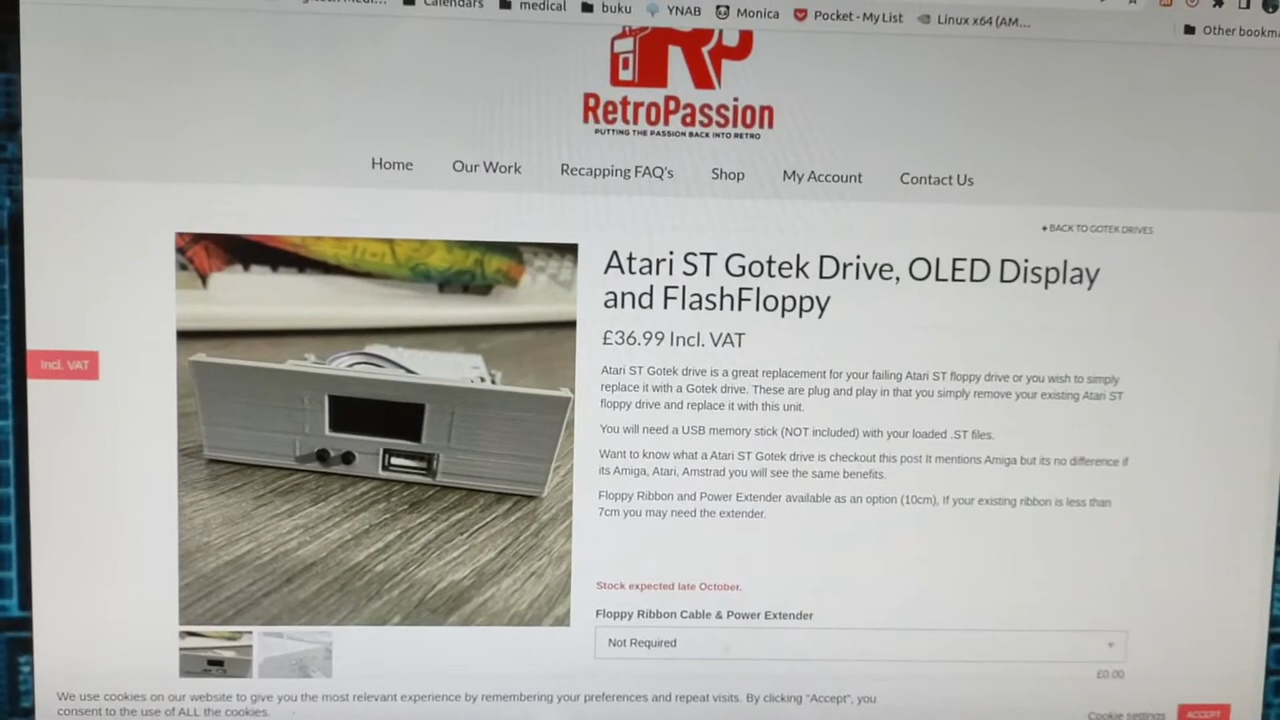 Calendars
medical
buku
YNAB
Monica
Pocket - My List
Linux x64 (AM...
Other bookma
RP
RetroPassion
PUTTING THE PASSION BACK INTO RETRO
Home
Our Work
Recapping FAQ's
Shop
My Account
Contact Us
BACK TO GOTEK DRIVES
Atari ST Gotek Drive, OLED Display
and FlashFloppy
£36.99 Incl. VAT
Incl. VAT
Atari ST Gotek drive is a great replacement for your failing Atari ST floppy drive or you wish to simply
replace it with a Gotek drive. These are plug and play in that you simply remove your existing Atari ST
floppy drive and replace it with this unit.
You will need a USB memory stick (NOT included) with your loaded .ST files.
Want to know what a Atari ST Gotek drive is checkout this post It mentions Amiga but its no difference if
its Amiga, Atari, Amstrad you will see the same benefits.
Floppy Ribbon and Power Extender available as an option (10cm), If your existing ribbon is less than
7cm you may need the extender.
Stock expected late October.
Floppy Ribbon Cable & Power Extender
Not Required
£0.00
We use cookies on our website to give you the most relevant experience by remembering your preferences and repeat visits. By clicking "Accept", you
consent to the use of ALL the cookies.
Cookie settings
ACCEPT